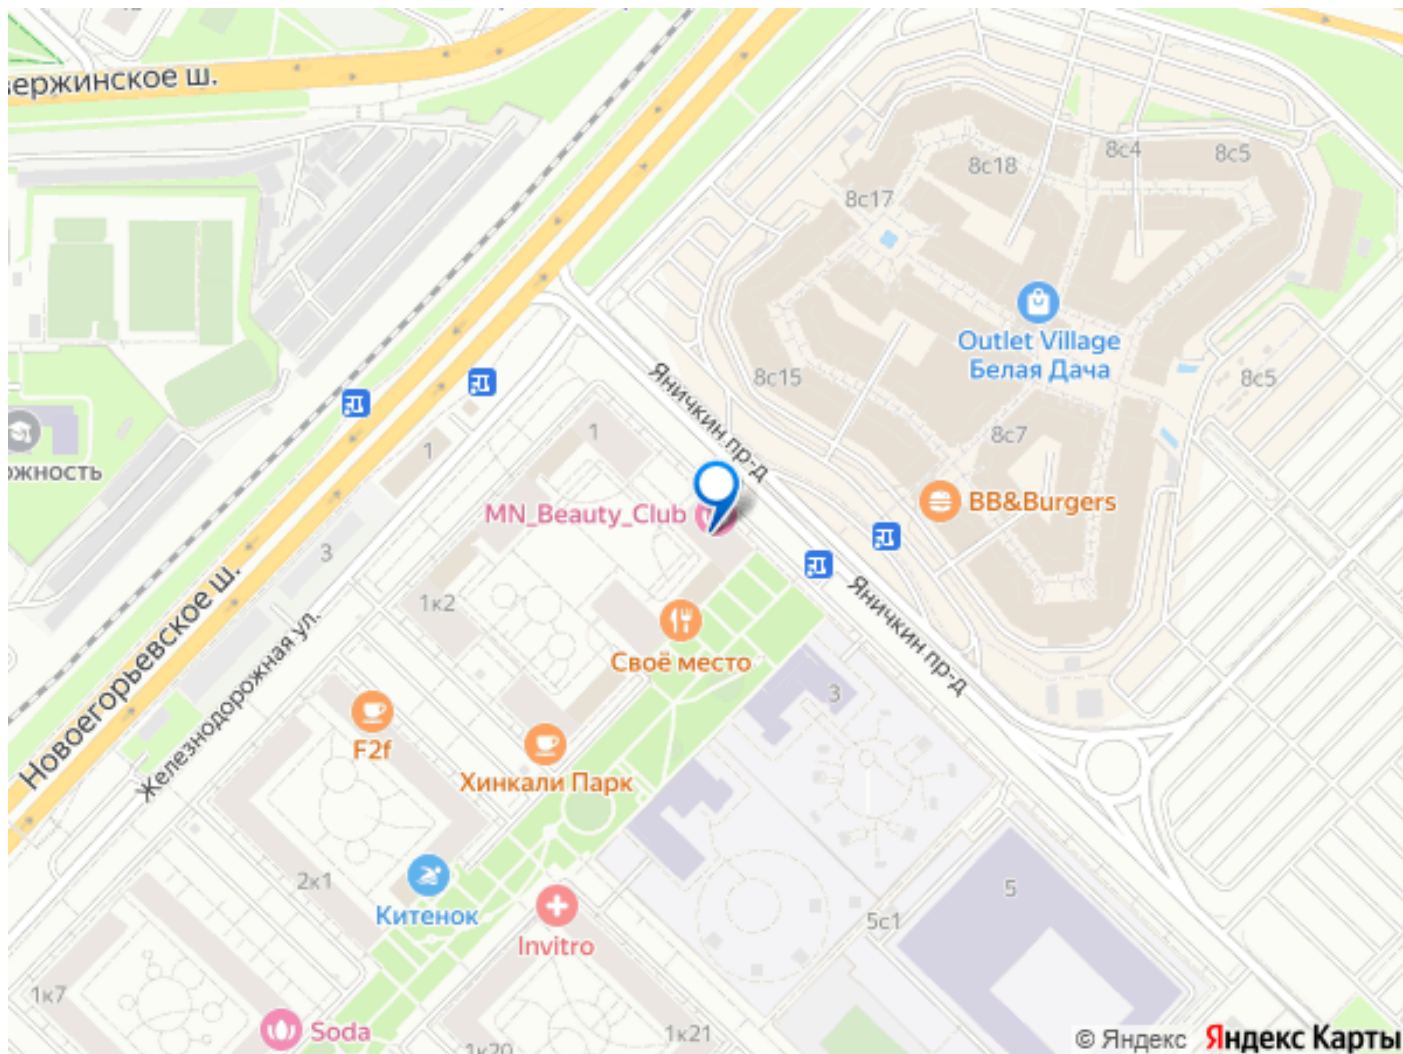 вержинское ш.
8с4
8с5
8с18
8с17
Outlet Village
Белая Дача
8с15
8с5
Яничкин пр-д
1
1
8с7
ожность
BB&Burgers
MN_Beauty_Club
3
Новоегорьевское ш.
1к2
Яничкин пр-д
Железнодорожная ул.
Своё место
3
F2f
Хинкали Парк
2к1
5
Китенок
5с1
Invitro
1к7
Soda
1к21
1к20
© Яндекс Яндекс Карты